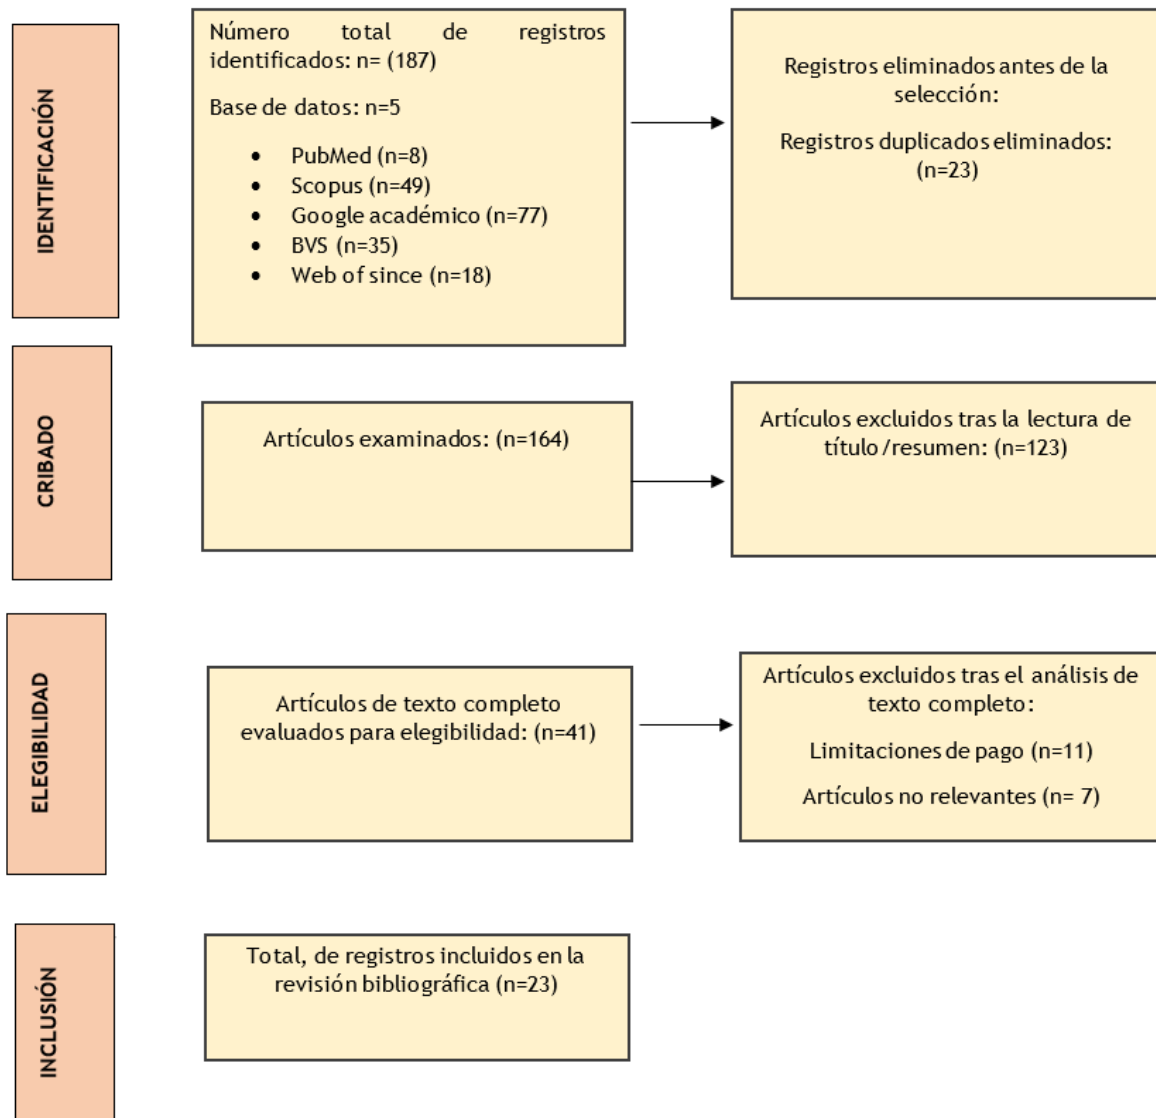 IDENTIFICACIÓN
Número total de registros
identificados: n= (187)
Base de datos: n=5
• PubMed (n=8)
• Scopus (n=49)
• Google académico (n=77)
• BVS (n=35)
• Web of since (n=18)
Registros eliminados antes de la
selección:
Registros duplicados eliminados:
(n=23)
CRIBADO
Artículos examinados: (n=164)
Artículos excluidos tras la lectura de
título/resumen: (n=123)
ELEGIBILIDAD
Artículos de texto completo
evaluados para elegibilidad: (n=41)
Artículos excluidos tras el análisis de
texto completo:
Limitaciones de pago (n=11)
Artículos no relevantes (n= 7)
INCLUSIÓN
Total, de registros incluidos en la
revisión bibliográfica (n=23)